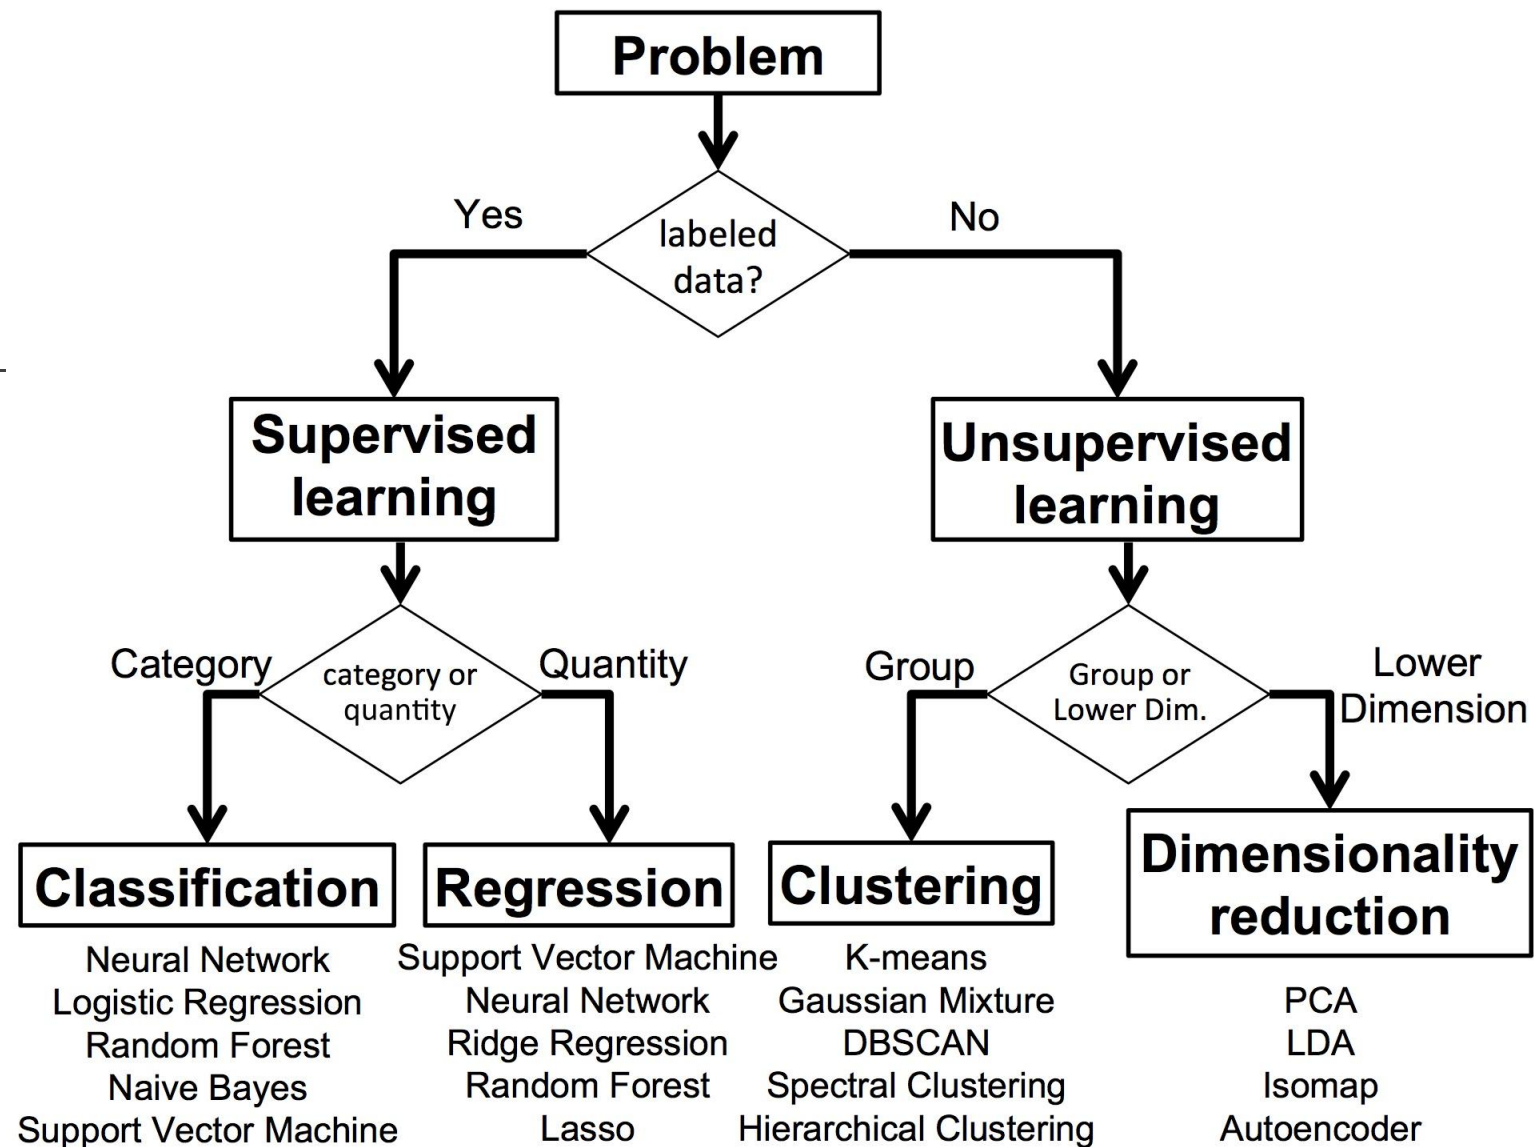 Problem
Yes
labeled
data?
No
Supervised
learning
Unsupervised
learning
Category
category or
quantity
Quantity
Group
Group or
Lower Dim.
Lower
Dimension
Classification
Neural Network
Logistic Regression
Random Forest
Naive Bayes
Support Vector Machine
Regression
Support Vector Machine
Neural Network
Ridge Regression
Random Forest
Lasso
Clustering
K-means
Gaussian Mixture
DBSCAN
Spectral Clustering
Hierarchical Clustering
Dimensionality
reduction
PCA
LDA
Isomap
Autoencoder